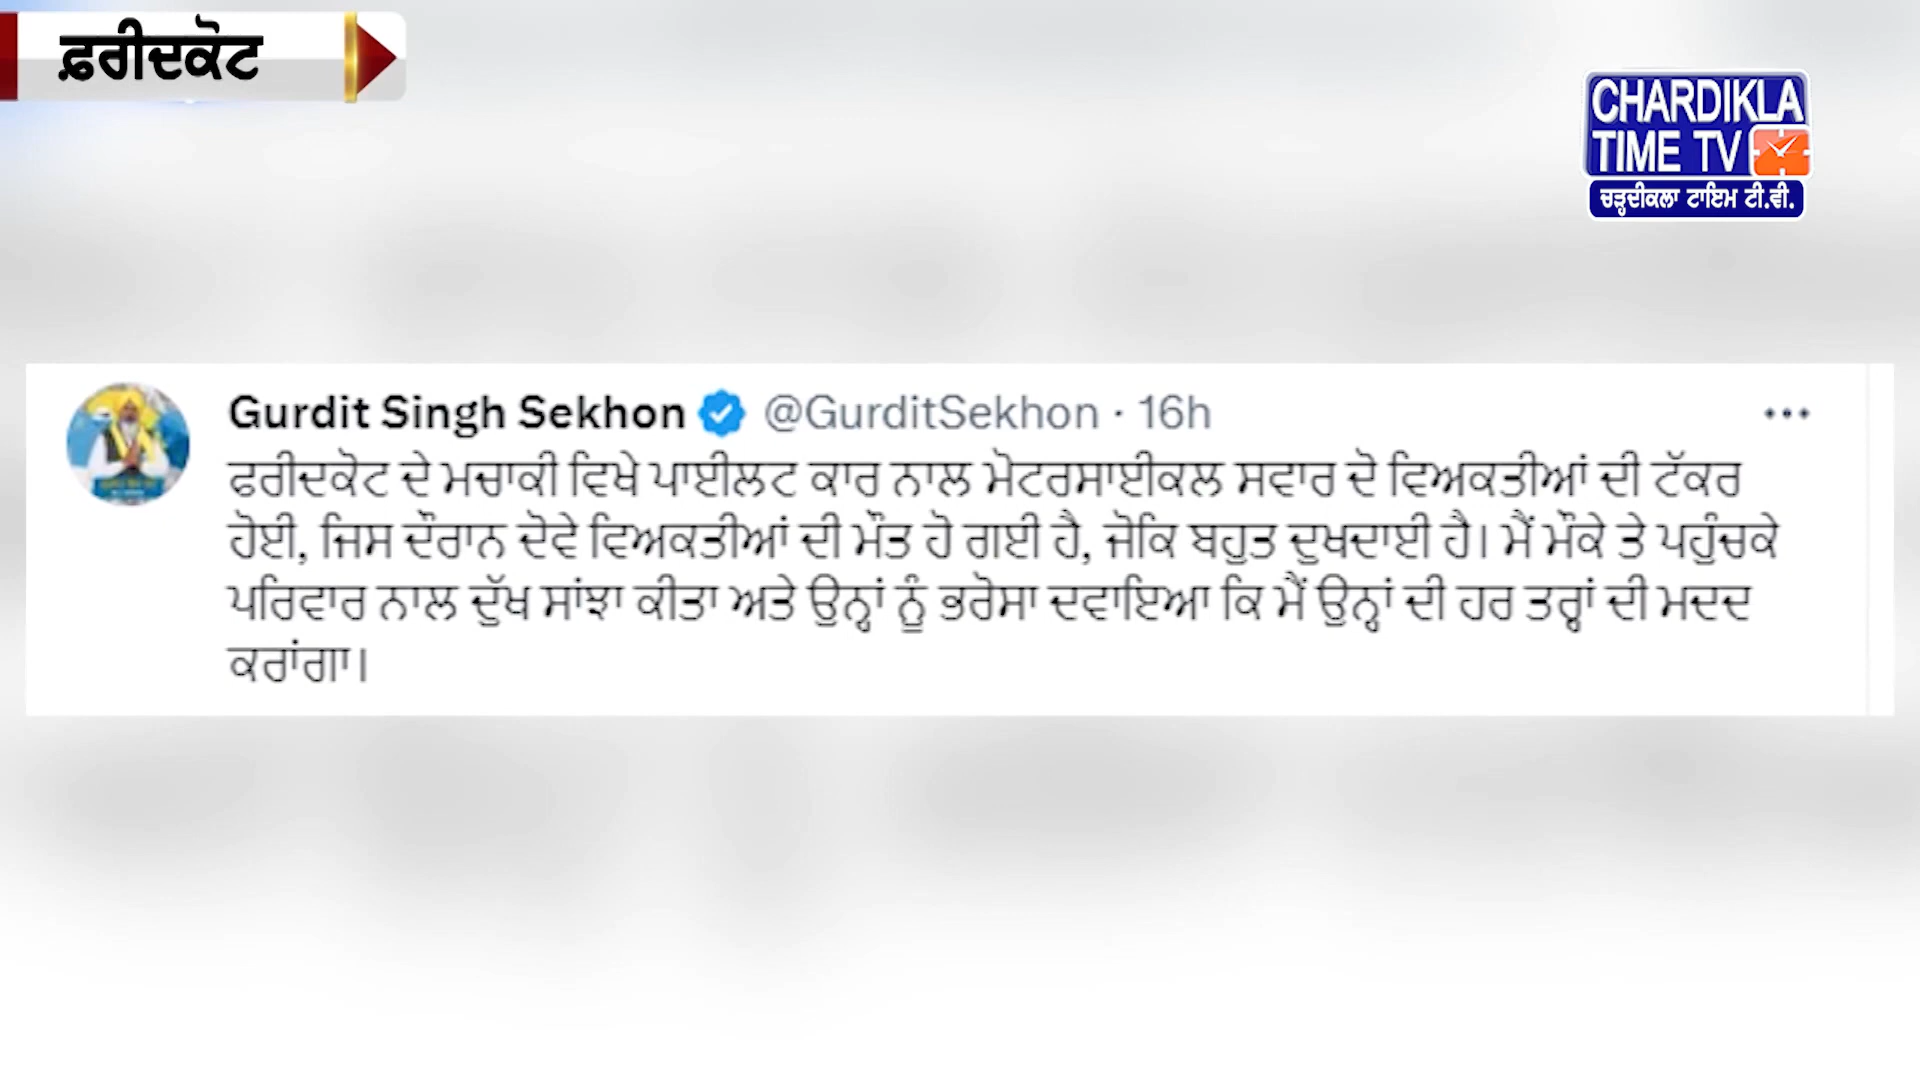 ਫ਼ਰੀਦਕੋਟ
CHARDIKLA
TIME TV
ਚੜ੍ਹਦੀਕਲਾ ਟਾਇਮ ਟੀ.ਵੀ.
Gurdit Singh Sekhon @GurditSekhon · 16h
ਫਰੀਦਕੋਟ ਦੇ ਮਚਾਕੀ ਵਿਖੇ ਪਾਈਲਟ ਕਾਰ ਨਾਲ ਮੋਟਰਸਾਈਕਲ ਸਵਾਰ ਦੋ ਵਿਅਕਤੀਆਂ ਦੀ ਟੱਕਰ
ਹੋਈ, ਜਿਸ ਦੌਰਾਨ ਦੋਵੇ ਵਿਅਕਤੀਆਂ ਦੀ ਮੌਤ ਹੋ ਗਈ ਹੈ, ਜੋਕਿ ਬਹੁਤ ਦੁਖਦਾਈ ਹੈ। ਮੈਂ ਮੌਕੇ ਤੇ ਪਹੁੰਚਕੇ
ਪਰਿਵਾਰ ਨਾਲ ਦੁੱਖ ਸਾਂਝਾ ਕੀਤਾ ਅਤੇ ਉਨ੍ਹਾਂ ਨੂੰ ਭਰੋਸਾ ਦਵਾਇਆ ਕਿ ਮੈਂ ਉਨ੍ਹਾਂ ਦੀ ਹਰ ਤਰ੍ਹਾਂ ਦੀ ਮਦਦ
ਕਰਾਂਗਾ।